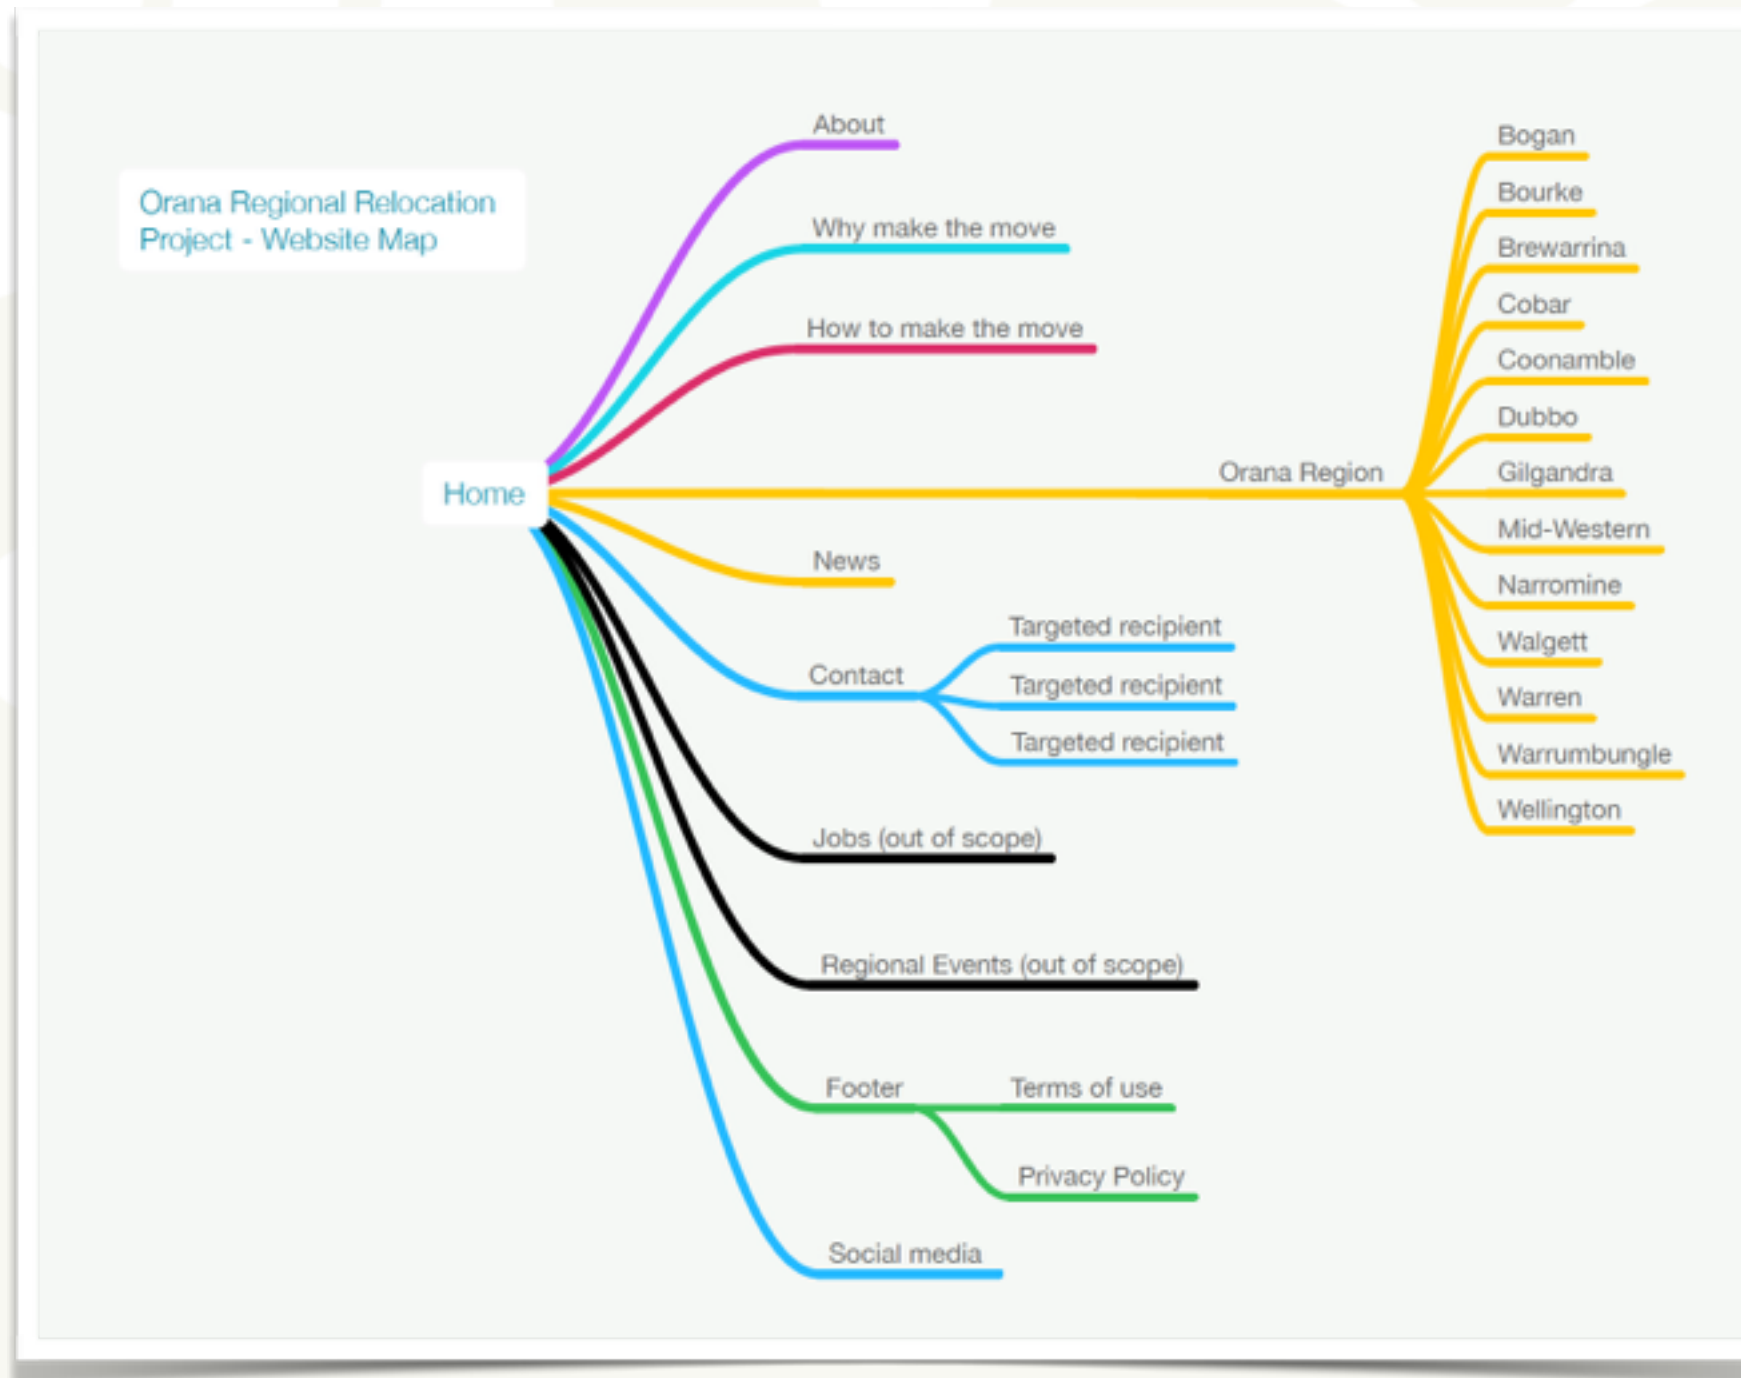 Orana Regional Relocation
Project - Website Map
Home
About
Why make the move
How to make the move
Orana Region
Bogan
Bourke
Brewarrina
Cobar
Coonamble
Dubbo
Gilgandra
Mid-Western
Narromine
Walgett
Warren
Warrumbungle
Wellington
News
Contact
Targeted recipient
Targeted recipient
Targeted recipient
Jobs (out of scope)
Regional Events (out of scope)
Footer
Terms of use
Privacy Policy
Social media